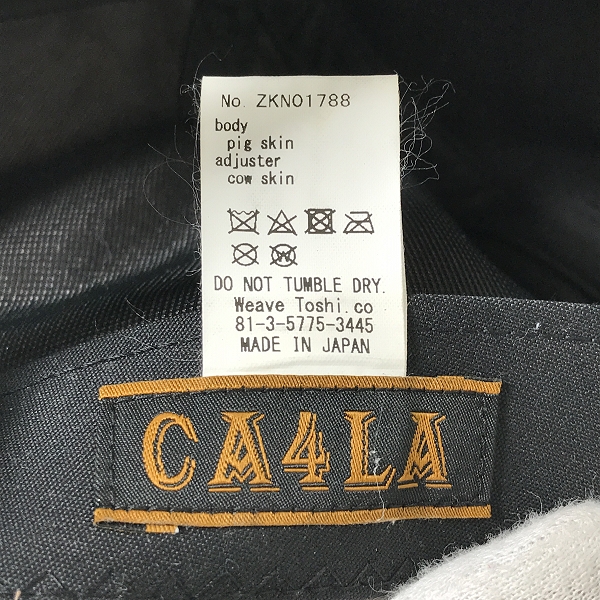 No. ZKN01788
body
pig skin
adjuster
cow skin
DO NOT TUMBLE DRY.
Weave Toshi.co
81-3-5775-3445
MADE IN JAPAN
CA4LA